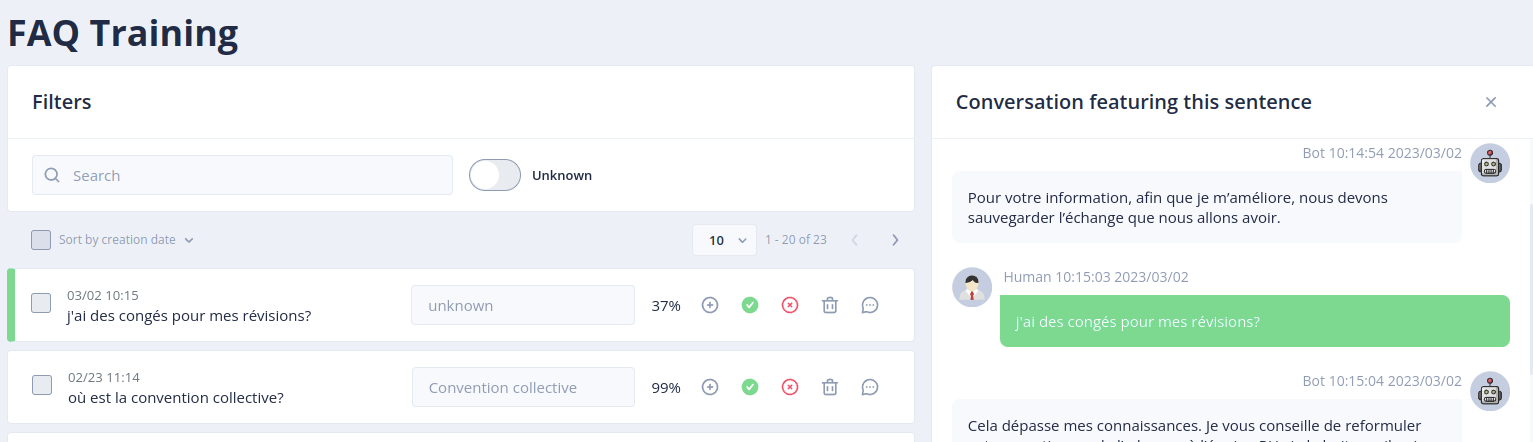 FAQ Training
Filters
Search
Unknown
Sort by creation date
10
1 - 20 of 23
03/02 10:15
j'ai des congés pour mes révisions?
unknown
37%
02/23 11:14
où est la convention collective?
Convention collective
99%
Conversation featuring this sentence
Bot 10:14:54 2023/03/02
Pour votre information, afin que je m’améliore, nous devons
sauvegarder l’échange que nous allons avoir.
Human 10:15:03 2023/03/02
j'ai des congés pour mes révisions?
Bot 10:15:04 2023/03/02
Cela dépasse mes connaissances. Je vous conseille de reformuler